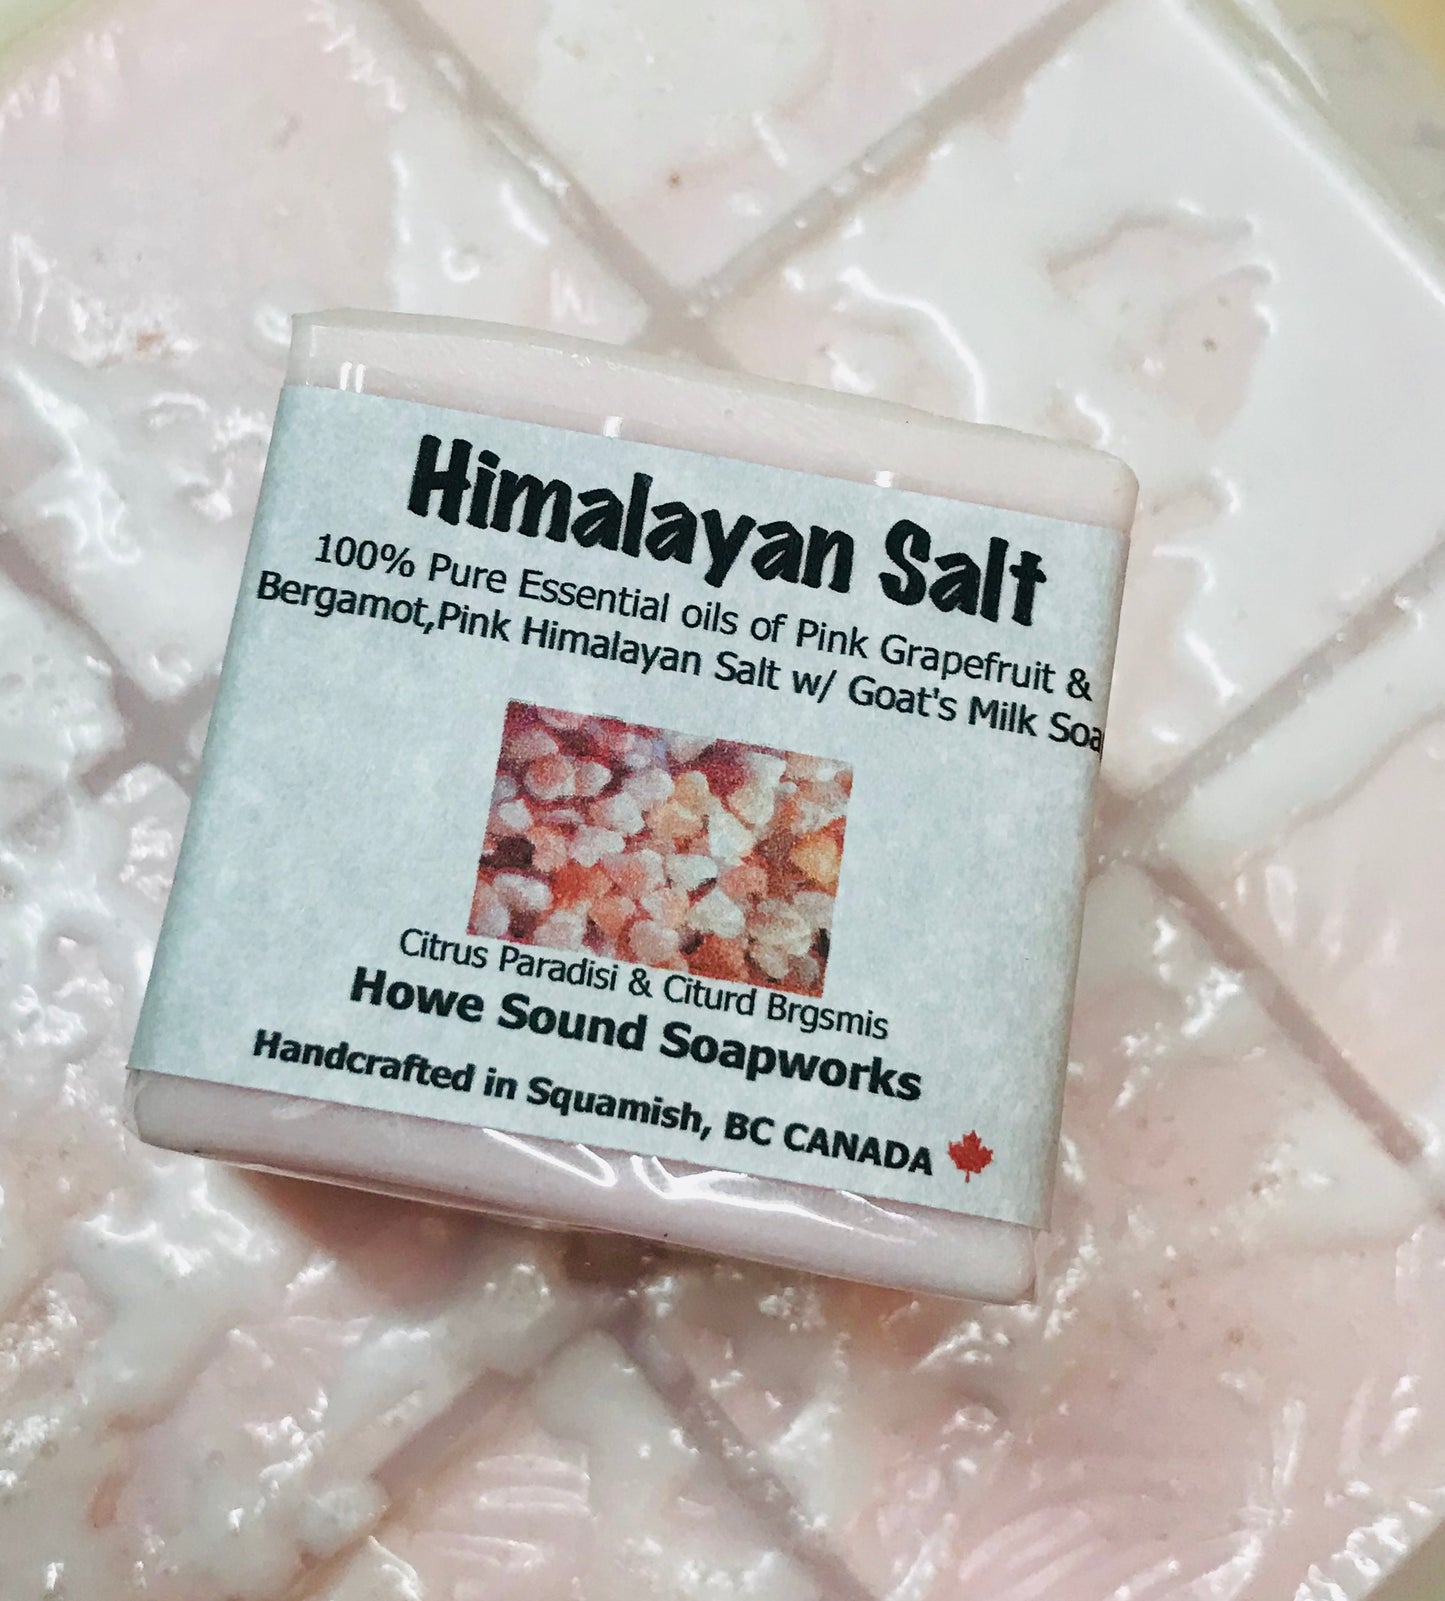 Himalayan Salt
100% Pure Essential oils of Pink Grapefruit &
Bergamot,Pink Himalayan Salt w/ Goat's Milk Soa
Citrus Paradisi & Citurd Brgsmis
Howe Sound Soapworks
Handcrafted in Squamish, BC CANADA